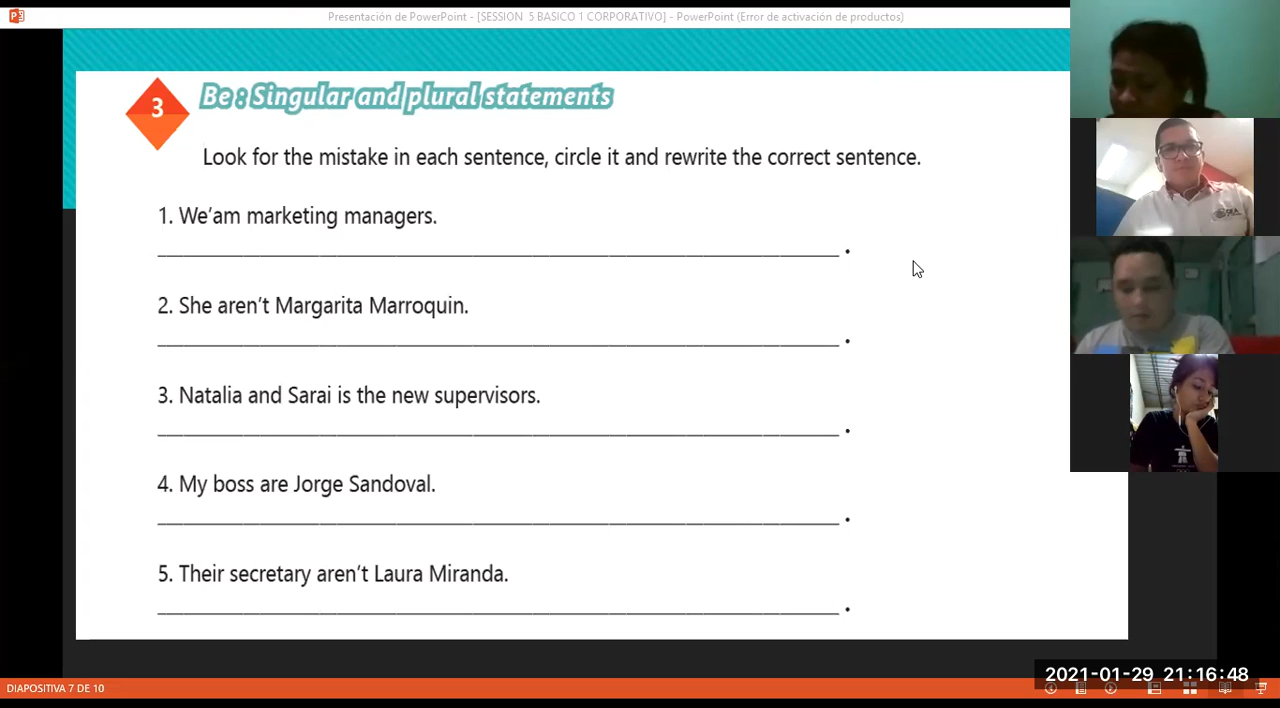 Presentación de PowerPoint - [SESSION 5 BASICO 1 CORPORATIVO] - PowerPoint (Error de activación de productos)
3
Be : Singular and plural statements
Look for the mistake in each sentence, circle it and rewrite the correct sentence.
1. We'am marketing managers.
2. She aren't Margarita Marroquin.
3. Natalia and Sarai is the new supervisors.
4. My boss are Jorge Sandoval.
5. Their secretary aren't Laura Miranda.
2021-01-29 21:16:48
DIAPOSITIVA 7 DE 10